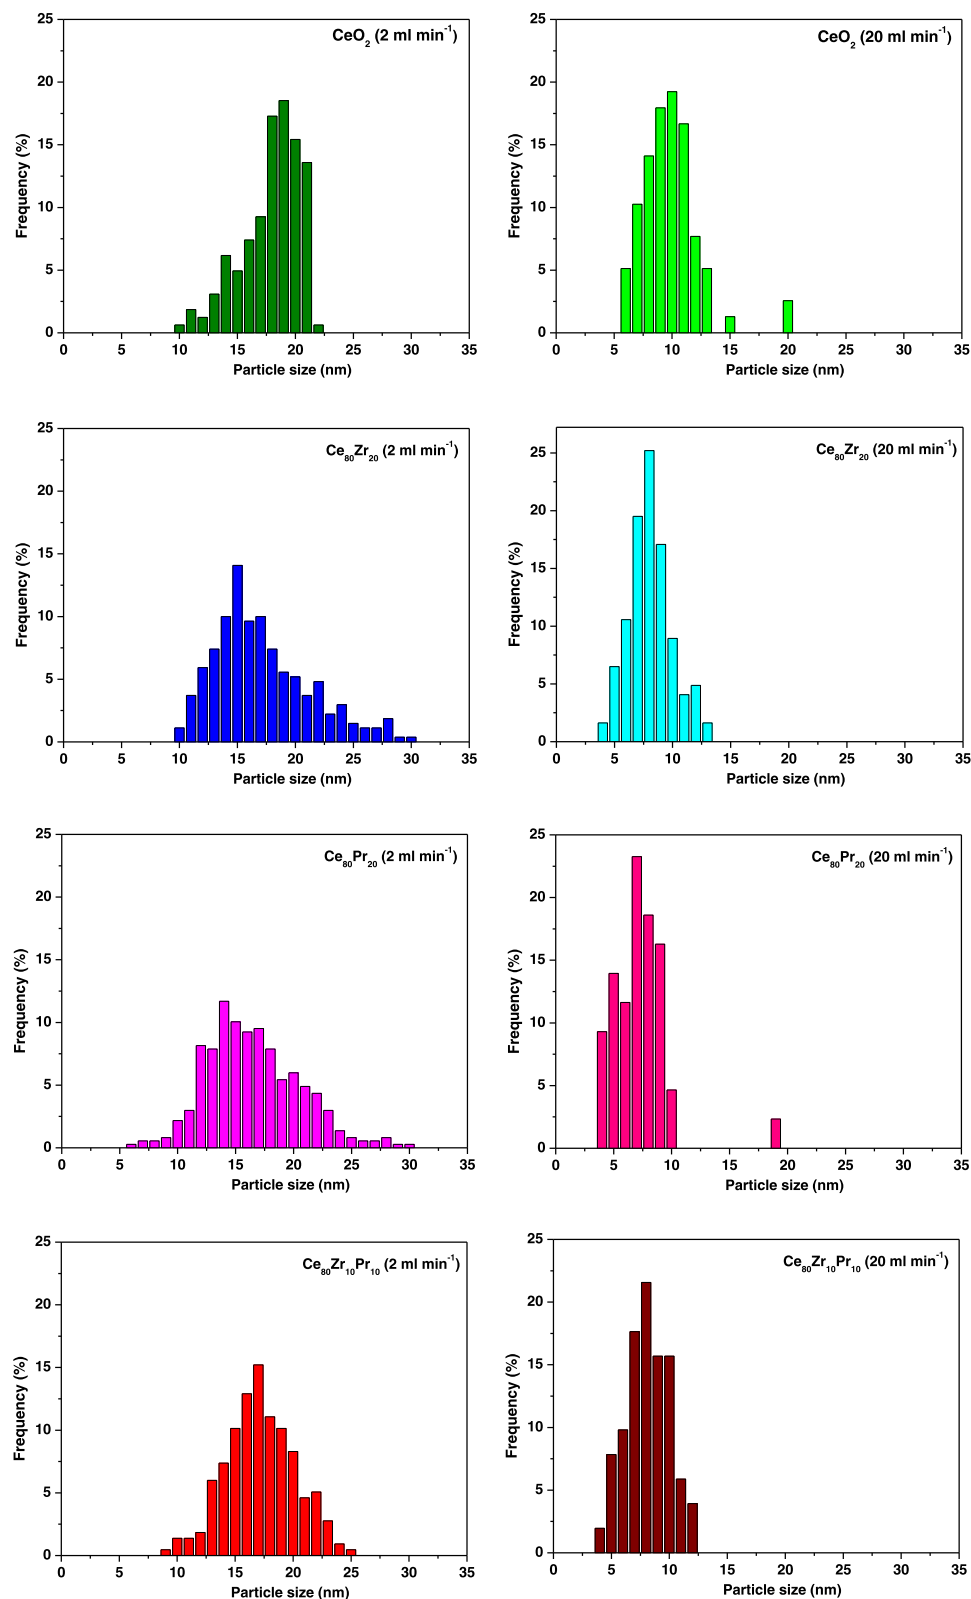 CeO₂ (2 ml min⁻¹)
25
20
15
10
5
0
Frequency (%)
0 5 10 15 20 25 30 35
Particle size (nm)
CeO₂ (20 ml min⁻¹)
25
20
15
10
5
0
Frequency (%)
0 5 10 15 20 25 30 35
Particle size (nm)
Ce₈₀Zr₂₀ (2 ml min⁻¹)
25
20
15
10
5
0
Frequency (%)
0 5 10 15 20 25 30 35
Particle size (nm)
Ce₈₀Zr₂₀ (20 ml min⁻¹)
25
20
15
10
5
0
Frequency (%)
0 5 10 15 20 25 30 35
Particle size (nm)
Ce₈₀Pr₂₀ (2 ml min⁻¹)
25
20
15
10
5
0
Frequency (%)
0 5 10 15 20 25 30 35
Particle size (nm)
Ce₈₀Pr₂₀ (20 ml min⁻¹)
25
20
15
10
5
0
Frequency (%)
0 5 10 15 20 25 30 35
Particle size (nm)
Ce₈₀Zr₁₀Pr₁₀ (2 ml min⁻¹)
25
20
15
10
5
0
Frequency (%)
0 5 10 15 20 25 30 35
Particle size (nm)
Ce₈₀Zr₁₀Pr₁₀ (20 ml min⁻¹)
25
20
15
10
5
0
Frequency (%)
0 5 10 15 20 25 30 35
Particle size (nm)